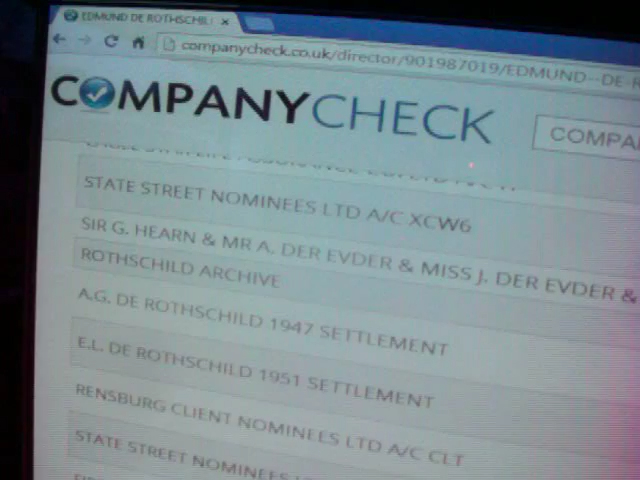 EDMUND DE ROTHSCHIL
companycheck.co.uk/director/901987019/EDMUND--DE-R
COMPANYCHECK
COMPA
STATE STREET NOMINEES LTD A/C XCW6
SIR G. HEARN & MR A. DER EVDER & MISS J. DER EVDER &
ROTHSCHILD ARCHIVE
A.G. DE ROTHSCHILD 1947 SETTLEMENT
E.L. DE ROTHSCHILD 1951 SETTLEMENT
RENSBURG CLIENT NOMINEES LTD A/C CLT
STATE STREET NOMINEES